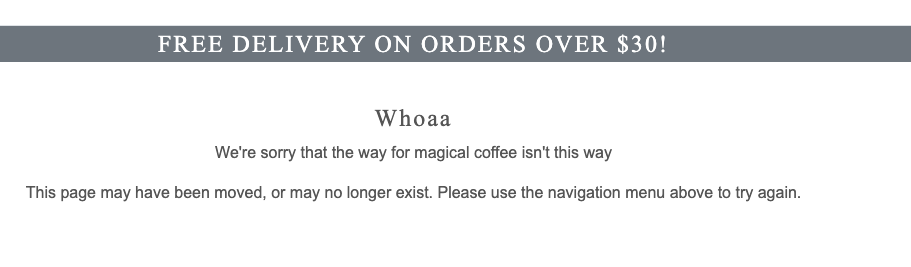 FREE DELIVERY ON ORDERS OVER $30!
Whoaa
We're sorry that the way for magical coffee isn't this way
This page may have been moved, or may no longer exist. Please use the navigation menu above to try again.